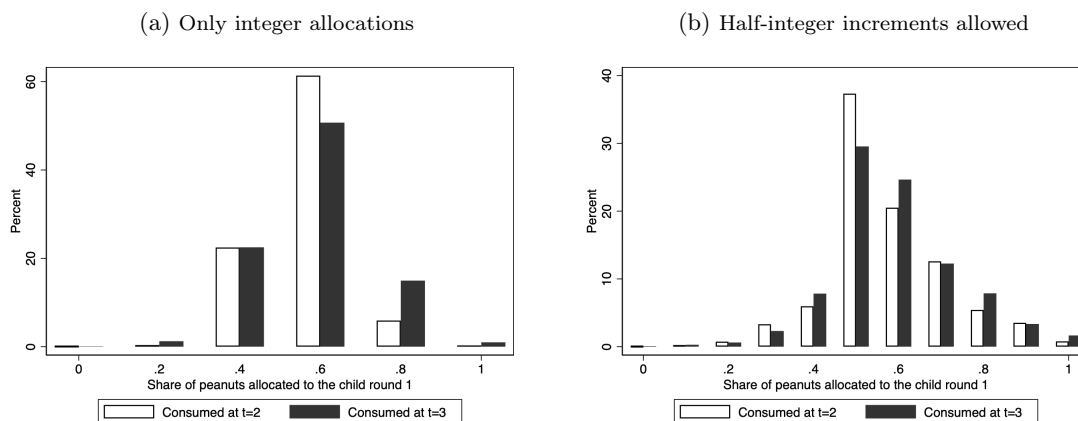 (a) Only integer allocations
60
40
20
0
Percent
0 .2 .4 .6 .8 1
Share of peanuts allocated to the child round 1
Consumed at t=2 Consumed at t=3
(b) Half-integer increments allowed
40
30
20
10
0
Percent
0 .2 .4 .6 .8 1
Share of peanuts allocated to the child round 1
Consumed at t=2 Consumed at t=3